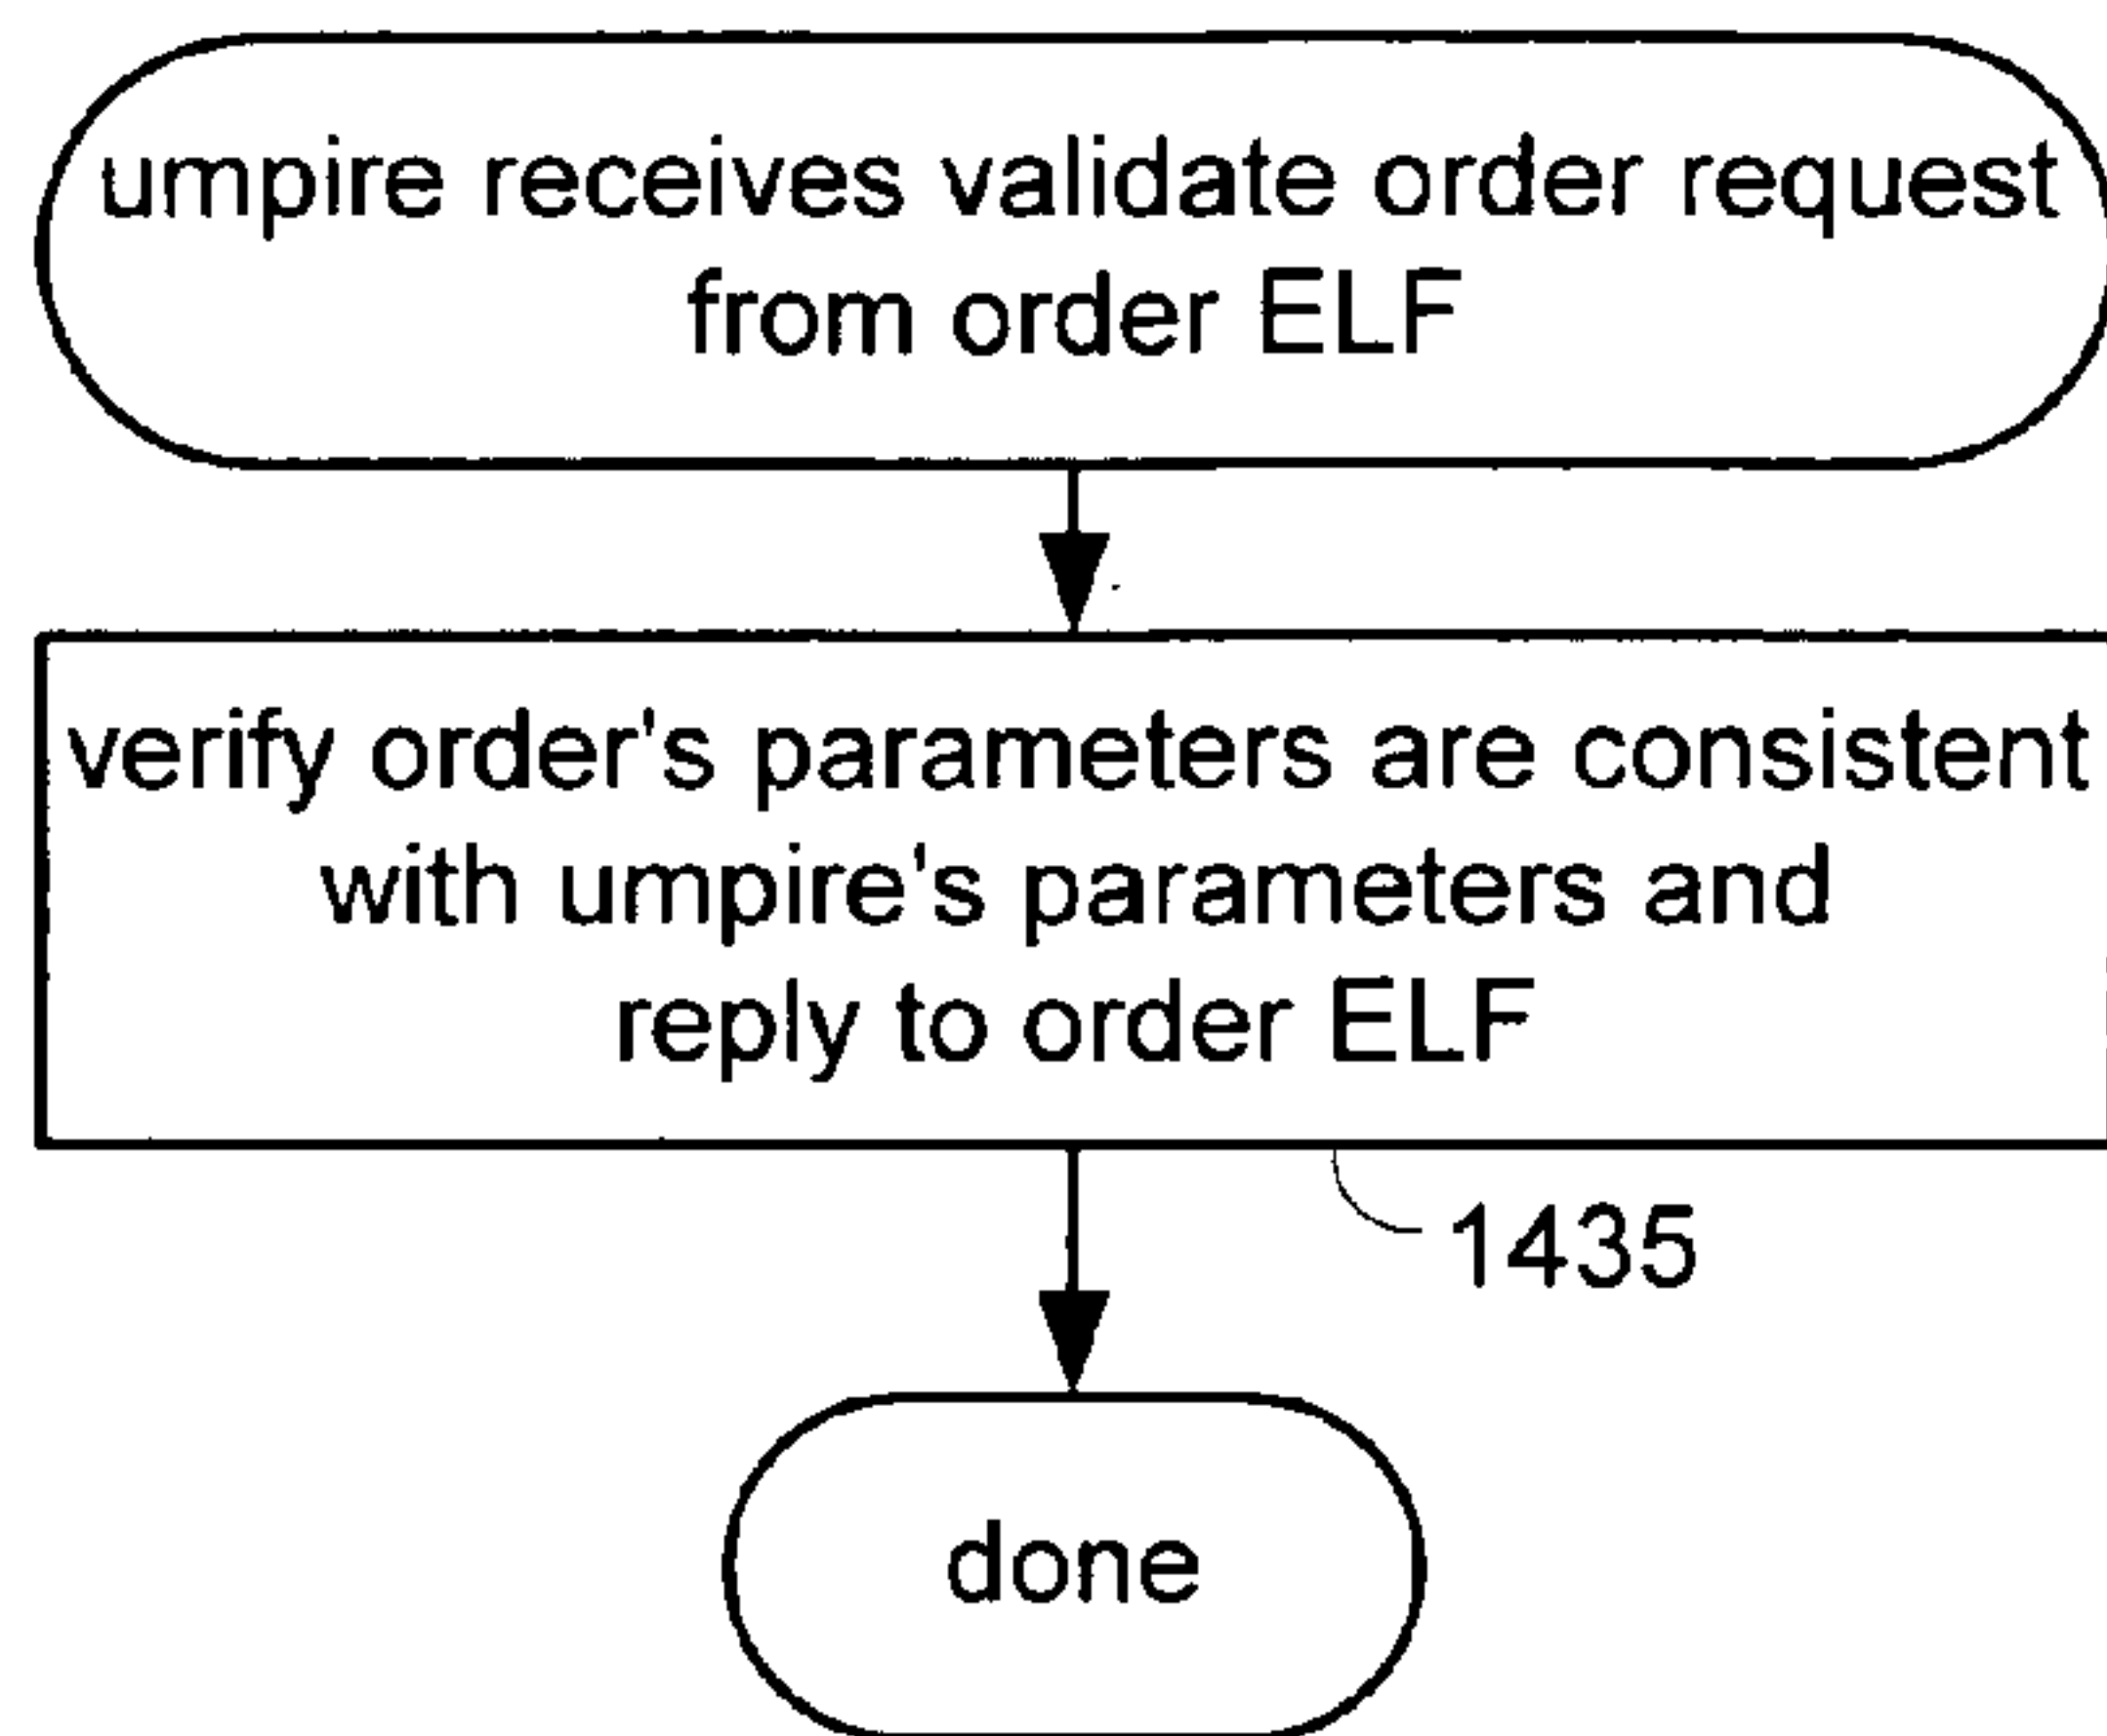 umpire receives validate order request
from order ELF
verify order's parameters are consistent
with umpire's parameters and
reply to order ELF
1435
done